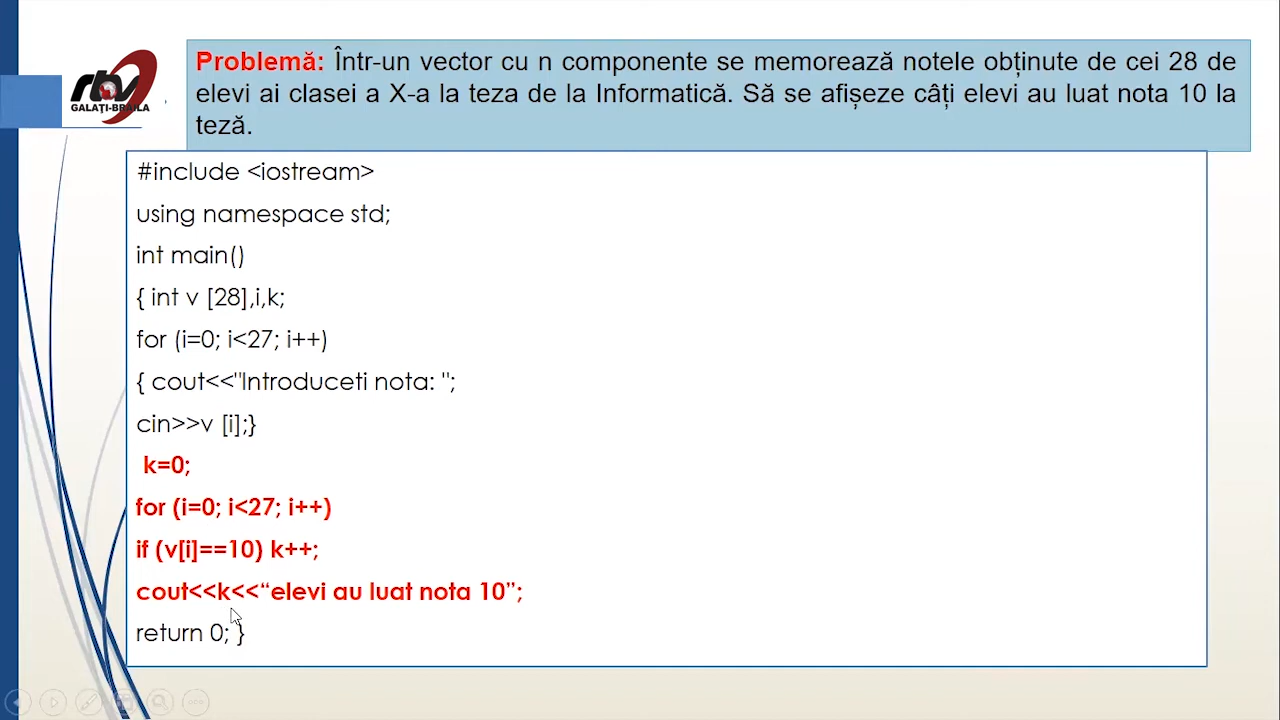 rtv
GALAȚI-BRĂILA
Problemă: Într-un vector cu n componente se memorează notele obținute de cei 28 de
elevi ai clasei a X-a la teza de la Informatică. Să se afișeze câți elevi au luat nota 10 la
teză.
#include <iostream>
using namespace std;
int main()
{ int v [28],i,k;
for (i=0; i<27; i++)
{ cout<<"Introduceti nota: ";
cin>>v [i];}
k=0;
for (i=0; i<27; i++)
if (v[i]==10) k++;
cout<<k<<“elevi au luat nota 10”;
return 0; }